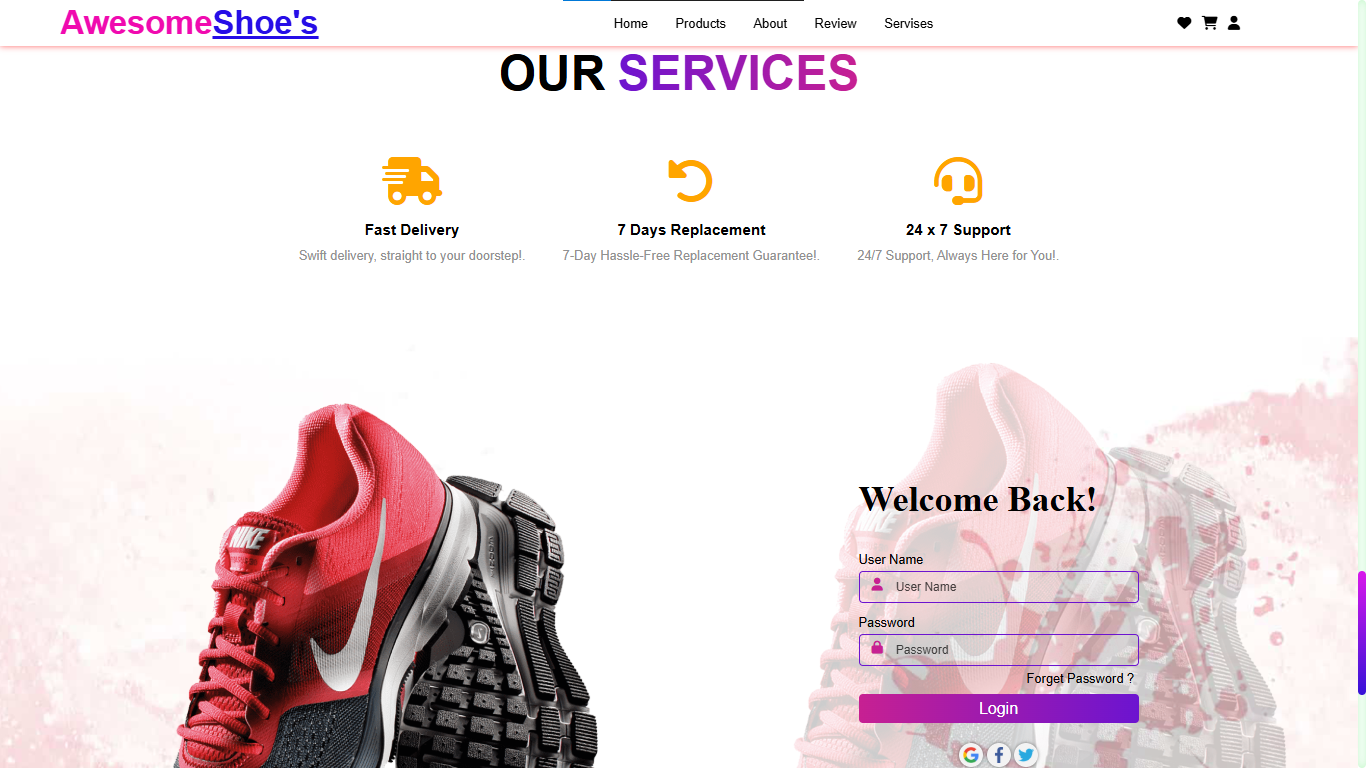 AwesomeShoe's
Home Products About Review Servises
OUR SERVICES
Fast Delivery
Swift delivery, straight to your doorstep!.
7 Days Replacement
7-Day Hassle-Free Replacement Guarantee!.
24 x 7 Support
24/7 Support, Always Here for You!.
NIKE
NIKE
Welcome Back!
User Name
User Name
Password
Password
Forget Password ?
Login